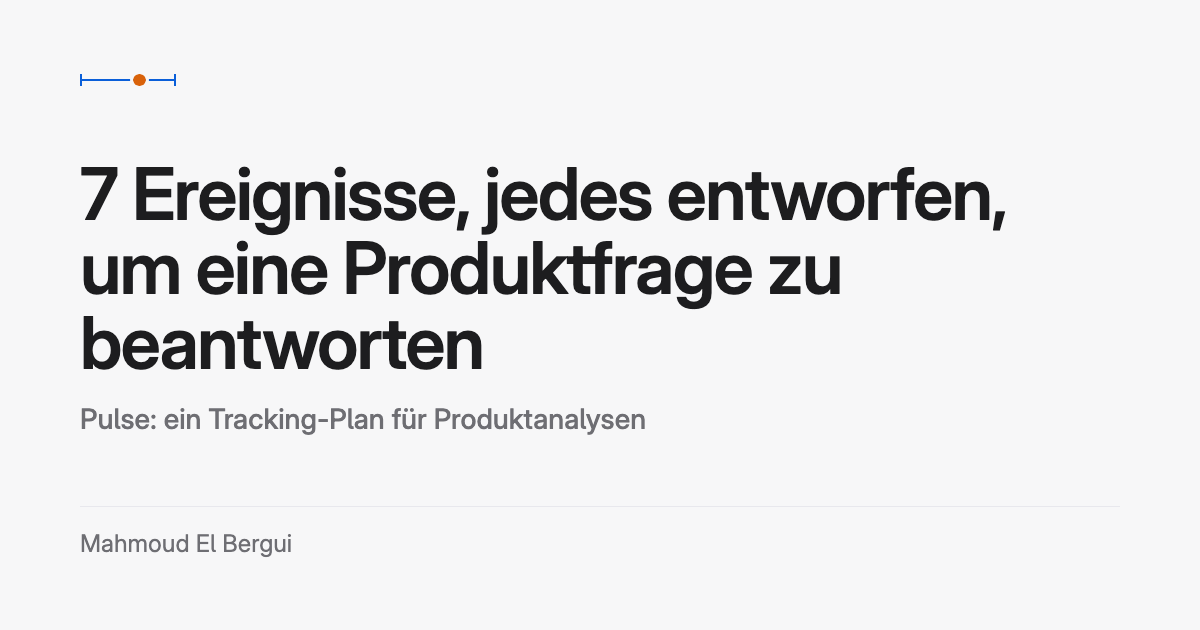 7 Ereignisse, jedes entworfen,
um eine Produktfrage zu
beantworten
Pulse: ein Tracking-Plan für Produktanalysen
Mahmoud El Bergui